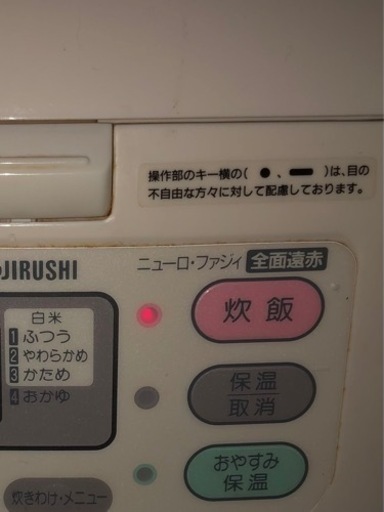 操作部のキー横の( ●、▬ )は、目の
不自由な方々に対して配慮しております。
JIRUSHI
ニューロ・ファジィ 全面遠赤
白米
1 ふつう
2 やわらかめ
3 かため
4 おかゆ
炊飯
保温
取消
おやすみ
保温
炊きわけ・メニュー